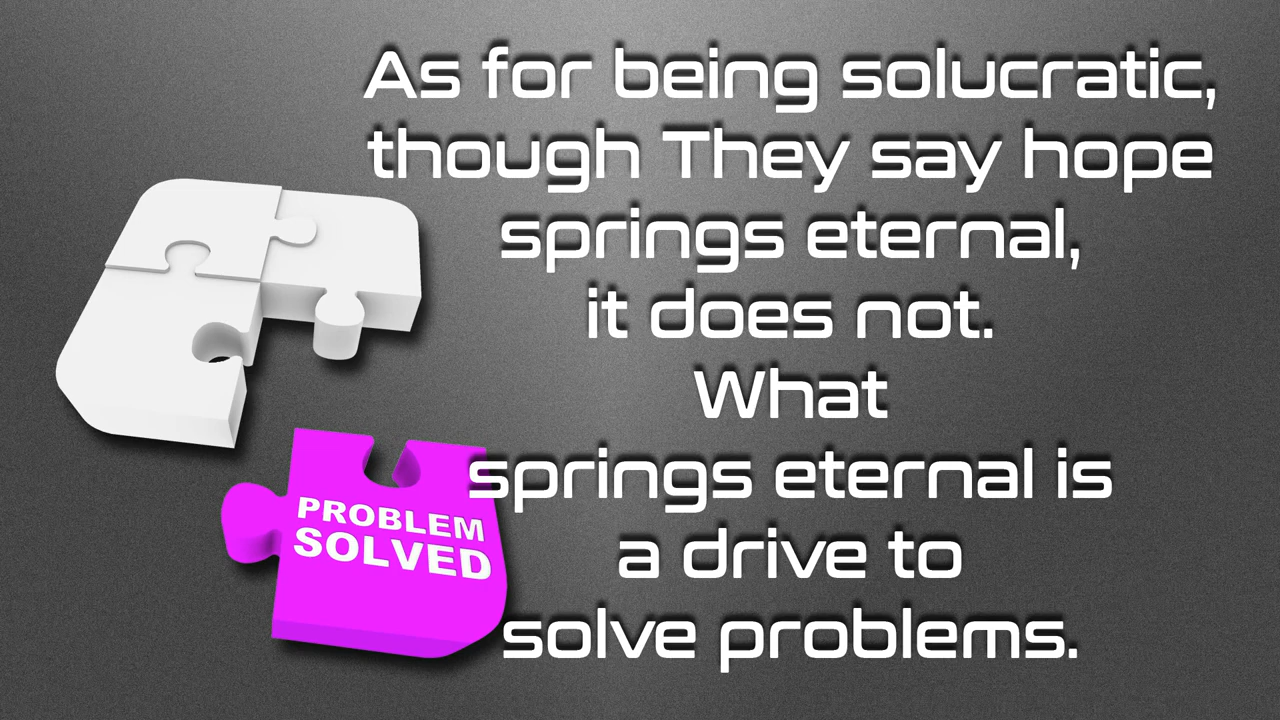 As for being solucratic,
though They say hope
springs eternal,
it does not.
What
springs eternal is
a drive to
solve problems.
PROBLEM
SOLVED